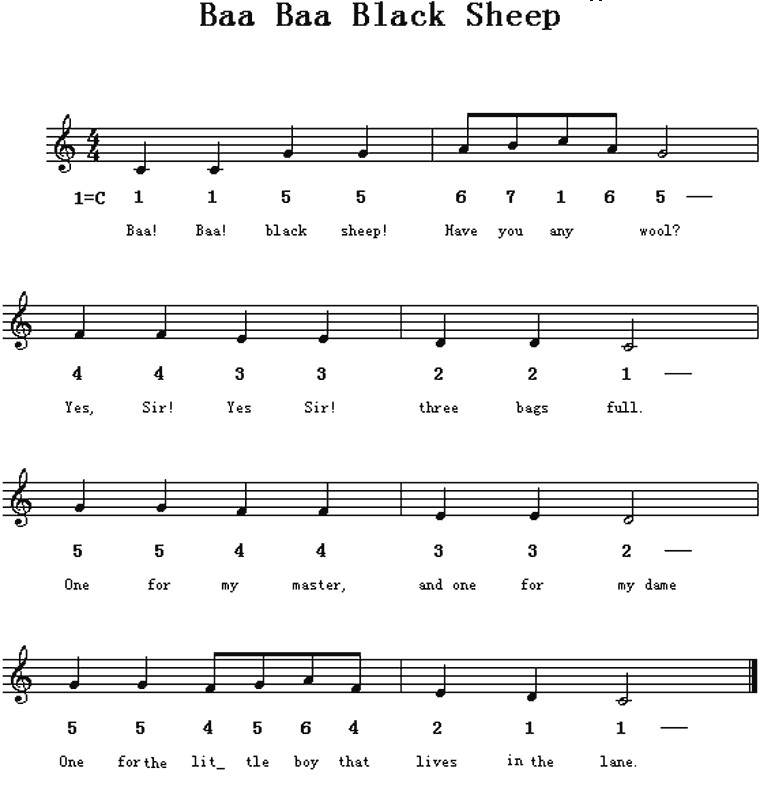 Baa Baa Black Sheep
4
4
1=C 1 1 5 5 6 7 1 6 5 —
Baa! Baa! black sheep! Have you any wool?
4 4 3 3 2 2 1 —
Yes, Sir! Yes Sir! three bags full.
5 5 4 4 3 3 2 —
One for my master, and one for my dame
5 5 4 5 6 4 2 1 1 —
One for the lit_ tle boy that lives in the lane.